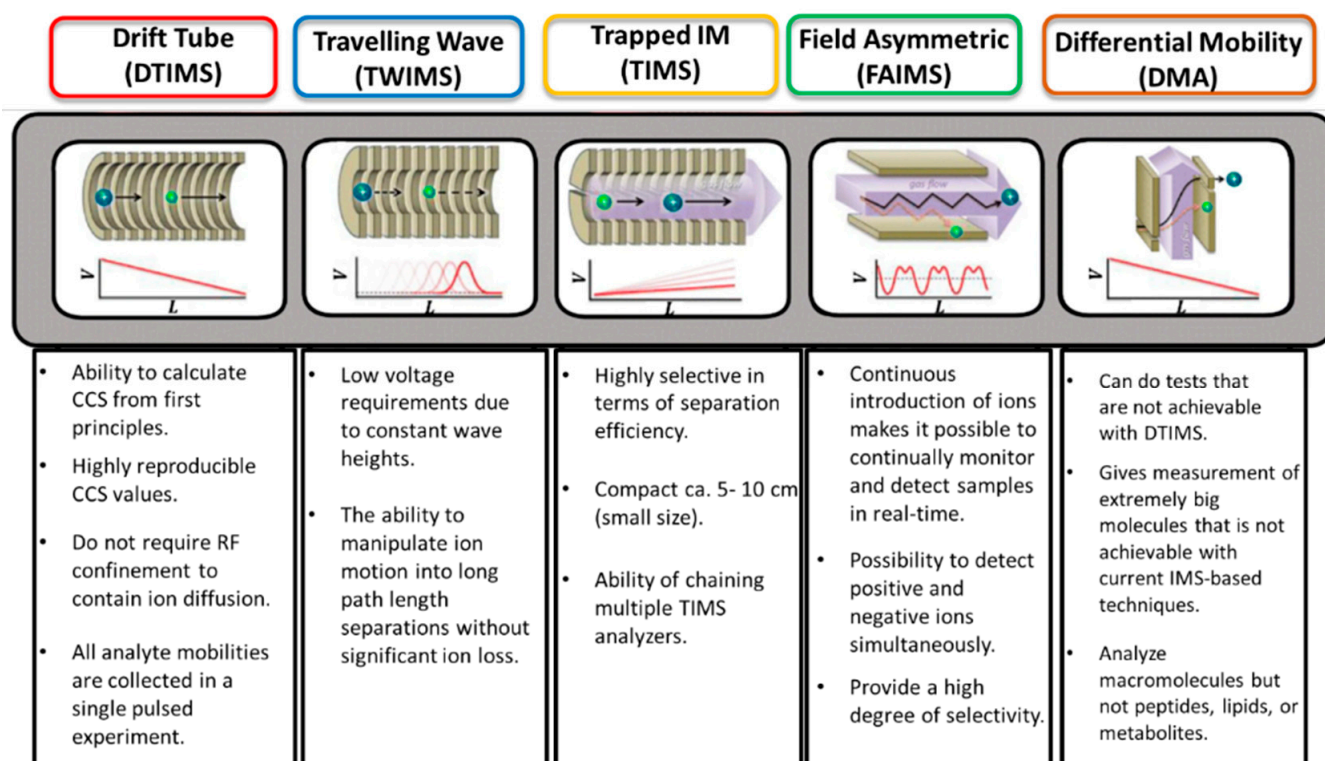 Drift Tube
(DTIMS)
Travelling Wave
(TWIMS)
Trapped IM
(TIMS)
Field Asymmetric
(FAIMS)
Differential Mobility
(DMA)
V
L
V
L
gas flow
V
L
gas flow
V
L
gas flow
V
L
• Ability to calculate
CCS from first
principles.
• Highly reproducible
CCS values.
• Do not require RF
confinement to
contain ion diffusion.
• All analyte mobilities
are collected in a
single pulsed
experiment.
• Low voltage
requirements due
to constant wave
heights.
• The ability to
manipulate ion
motion into long
path length
separations without
significant ion loss.
• Highly selective in
terms of separation
efficiency.
• Compact ca. 5- 10 cm
(small size).
• Ability of chaining
multiple TIMS
analyzers.
• Continuous
introduction of ions
makes it possible to
continually monitor
and detect samples
in real-time.
• Possibility to detect
positive and
negative ions
simultaneously.
• Provide a high
degree of selectivity.
• Can do tests that
are not achievable
with DTIMS.
• Gives measurement of
extremely big
molecules that is not
achievable with
current IMS-based
techniques.
• Analyze
macromolecules but
not peptides, lipids, or
metabolites.